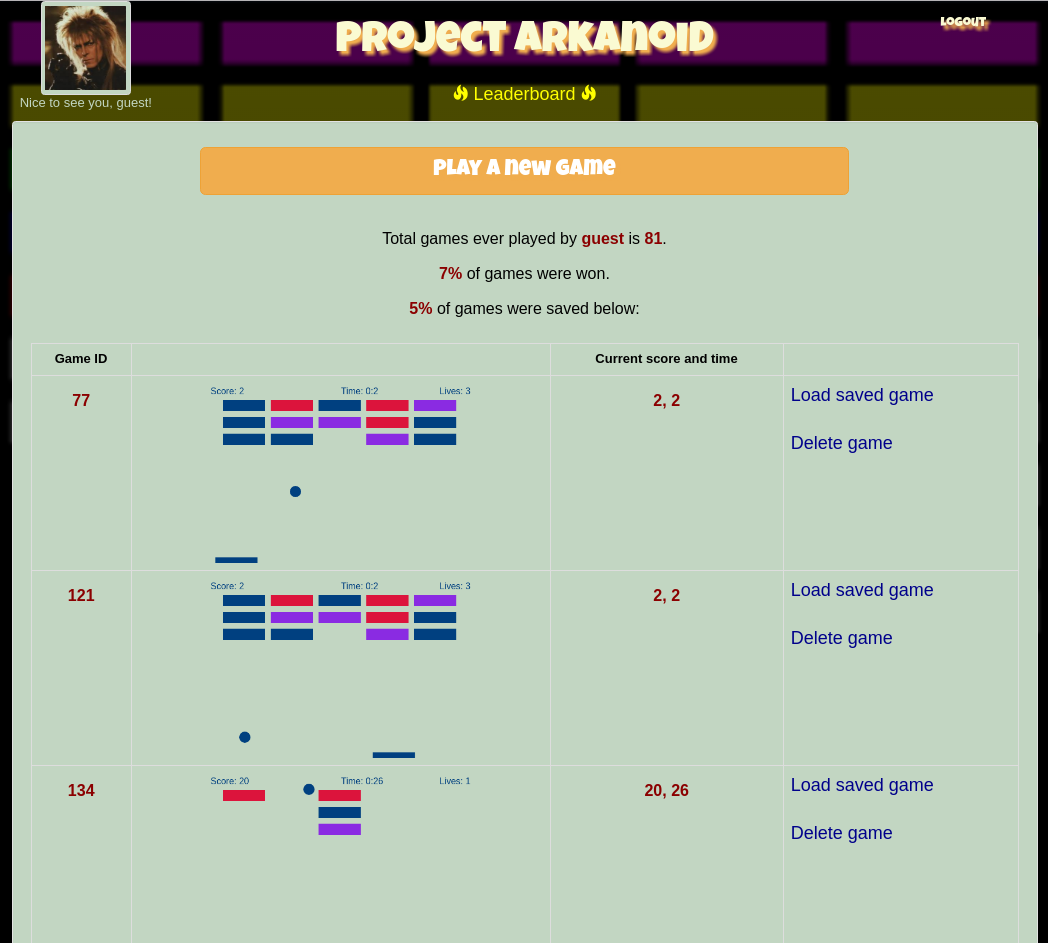 PROJECT ARKANOID
LOGOUT
Nice to see you, guest!
Leaderboard
PLAY A NEW GAME
Total games ever played by guest is 81.
7% of games were won.
5% of games were saved below:
Game ID Current score and time
77 Score: 2 Time: 0:2 Lives: 3 2, 2 Load saved game
Delete game
121 Score: 2 Time: 0:2 Lives: 3 2, 2 Load saved game
Delete game
134 Score: 20 Time: 0:26 Lives: 1 20, 26 Load saved game
Delete game